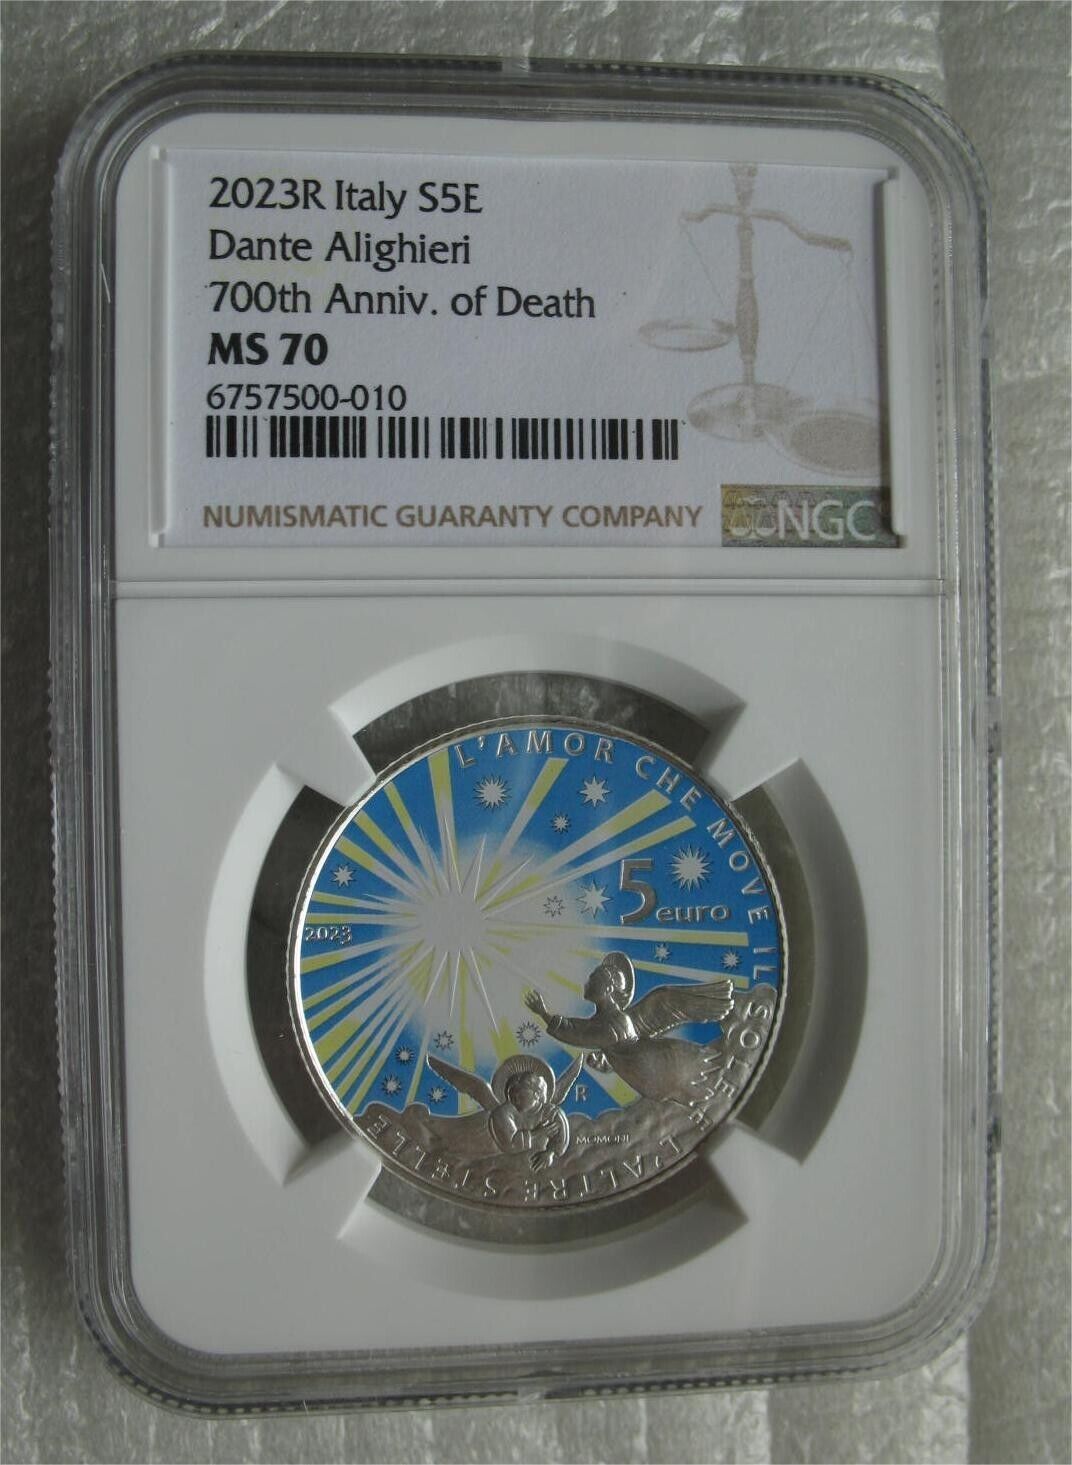 2023R Italy S5E
Dante Alighieri
700th Anniv. of Death
MS 70
6757500-010
NUMISMATIC GUARANTY COMPANY NGC
L'AMOR CHE MOVE IL SOLE E L'ALTRE STELLE
5
euro
2023
R
MOMONI